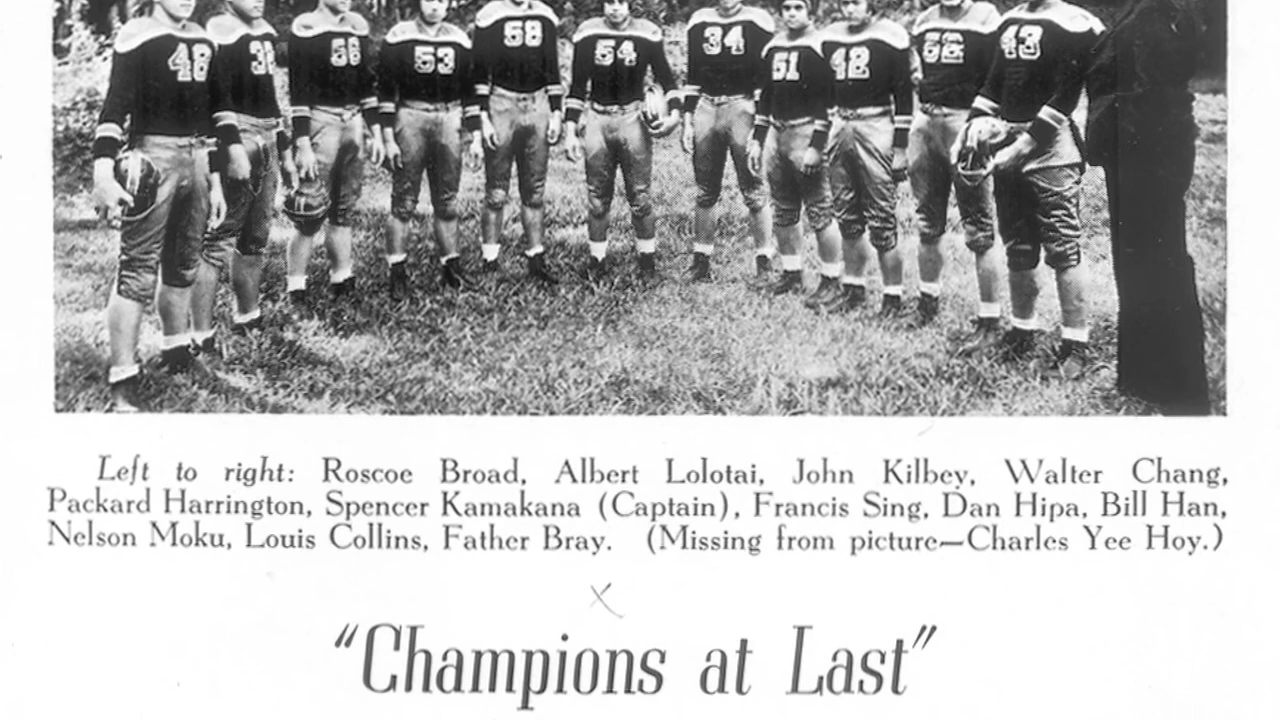 48 38 56 53 58 54 34 51 42 52 43
Left to right: Roscoe Broad, Albert Lolotai, John Kilbey, Walter Chang,
Packard Harrington, Spencer Kamakana (Captain), Francis Sing, Dan Hipa, Bill Han,
Nelson Moku, Louis Collins, Father Bray. (Missing from picture—Charles Yee Hoy.)
x
"Champions at Last"